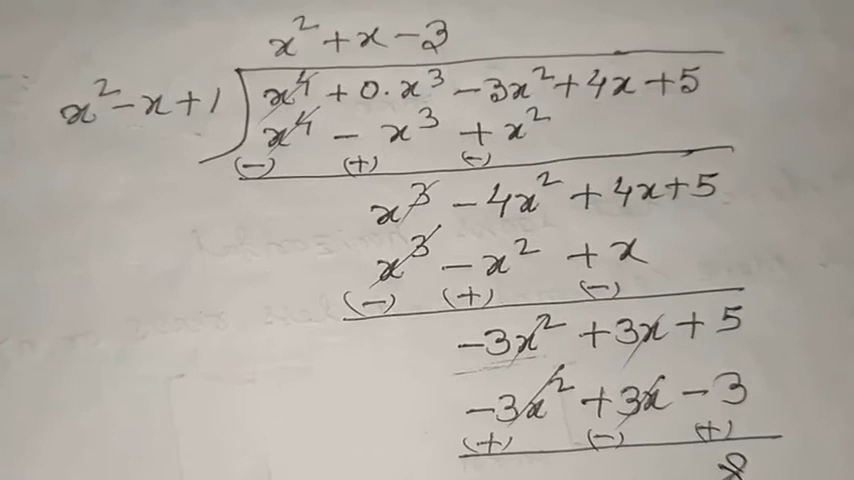 x² + x - 3
x² - x + 1 ) x⁴ + 0·x³ - 3x² + 4x + 5
x⁴ - x³ + x²
(-) (+) (-)
x³ - 4x² + 4x + 5
x³ - x² + x
(-) (+) (-)
-3x² + 3x + 5
-3x² + 3x - 3
(+) (-) (+)
8